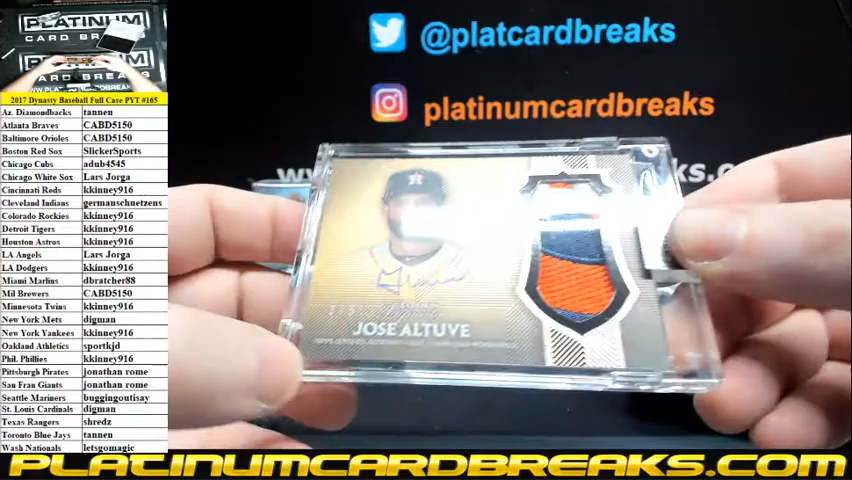 PLATINUM
CARD BREAKS
@platcardbreaks
platinumcardbreaks
2017 Dynasty Baseball Full Case PYT #165
Az. Diamondbacks tannen
Atlanta Braves CABD5150
Baltimore Orioles CABD5150
Boston Red Sox SlickerSports
Chicago Cubs adub4545
Chicago White Sox Lars Jorga
Cincinnati Reds kkinney916
Cleveland Indians germanschuetzeus
Colorado Rockies kkinney916
Detroit Tigers kkinney916
Houston Astros kkinney916
LA Angels Lars Jorga
LA Dodgers kkinney916
Miami Marlins dbratcher88
Mil Brewers CABD5150
Minnesota Twins kkinney916
New York Mets digman
New York Yankees kkinney916
Oakland Athletics sportkjd
Phil. Phillies kkinney916
Pittsburgh Pirates jonathan rome
San Fran Giants jonathan rome
Seattle Mariners buggingoutisay
St. Louis Cardinals digman
Texas Rangers shredz
Toronto Blue Jays tannen
Wash Nationals letsgomagic
JOSE ALTUVE
PLATINUMCARDBREAKS.COM